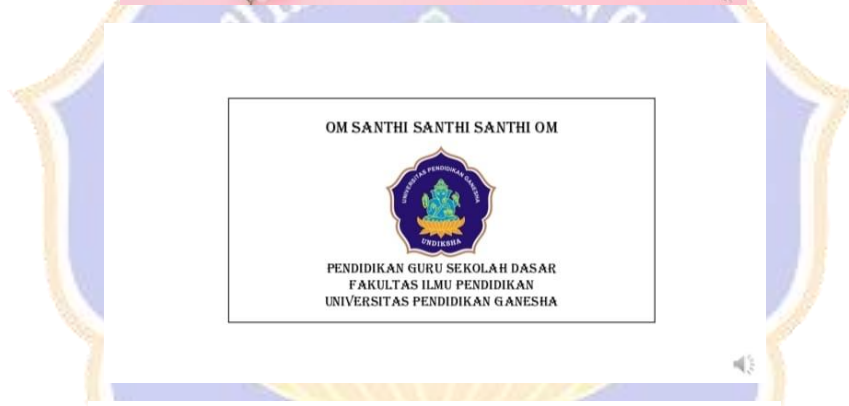 OM SANTHI SANTHI SANTHI OM
UNIVERSITAS PENDIDIKAN GANESHA
UNDIKSHA
PENDIDIKAN GURU SEKOLAH DASAR
FAKULTAS ILMU PENDIDIKAN
UNIVERSITAS PENDIDIKAN GANESHA